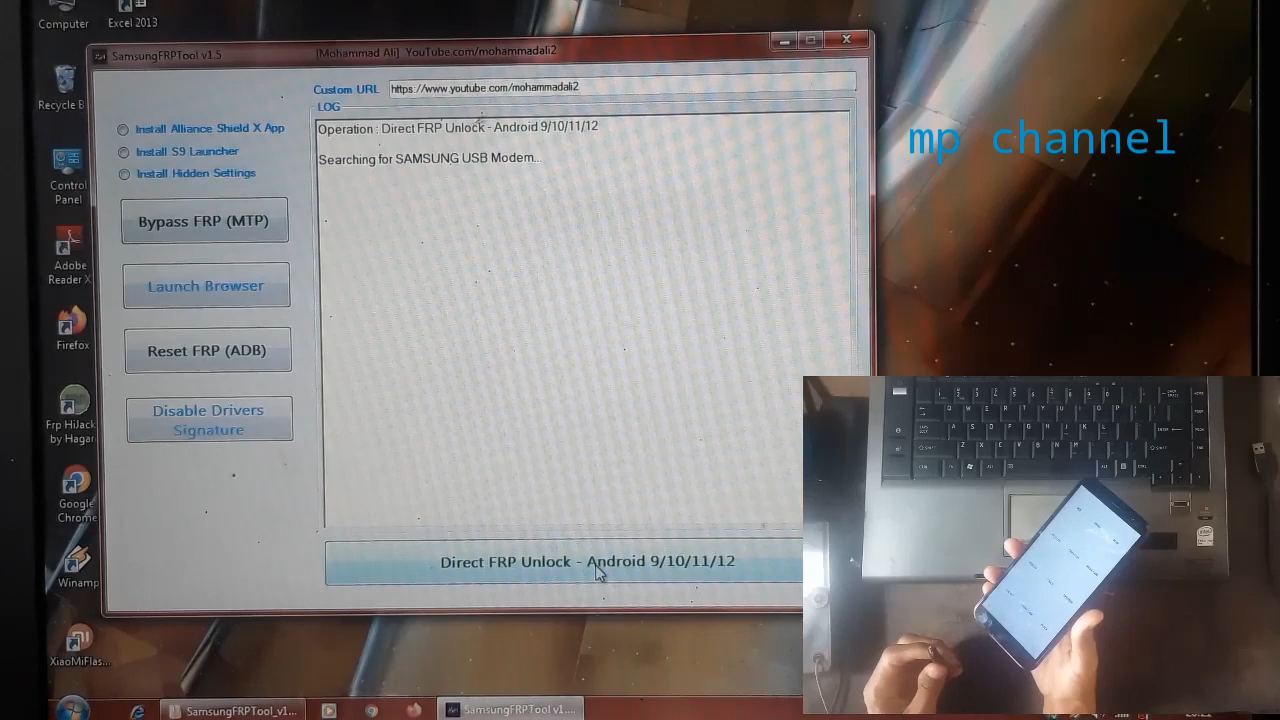 Computer
Excel 2013
SamsungFRPTool v1.5
[Mohammad Ali] YouTube.com/mohammadali2
Custom URL
https://www.youtube.com/mohammadali2
LOG
Operation : Direct FRP Unlock - Android 9/10/11/12
Searching for SAMSUNG USB Modem...
Install Alliance Shield X App
Install S9 Launcher
Install Hidden Settings
Bypass FRP (MTP)
Launch Browser
Reset FRP (ADB)
Disable Drivers
Signature
Direct FRP Unlock - Android 9/10/11/12
mp channel
Recycle B
Control
Panel
Adobe
Reader X
Firefox
Frp HiJack
by Hagar
Google
Chrome
Winamp
XiaoMiFlas...
SamsungFRPTool_v1...
SamsungFRPTool v1....